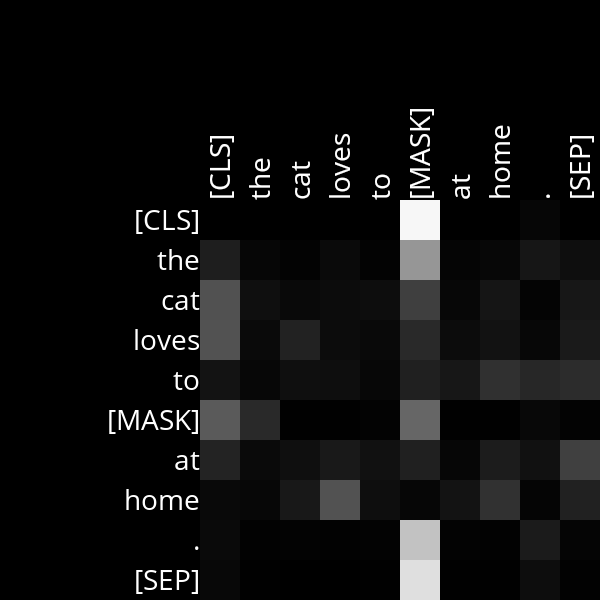 [CLS] the cat loves to [MASK] at home . [SEP]
[CLS]
the
cat
loves
to
[MASK]
at
home
.
[SEP]